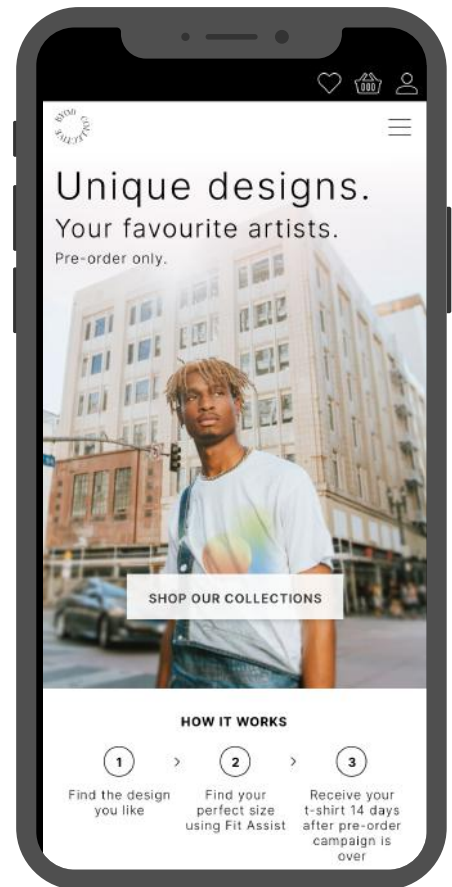 BYOM COLLECTIVE
Unique designs.
Your favourite artists.
Pre-order only.
SHOP OUR COLLECTIONS
HOW IT WORKS
1 > 2 > 3
Find the design
you like
Find your
perfect size
using Fit Assist
Receive your
t-shirt 14 days
after pre-order
campaign is
over